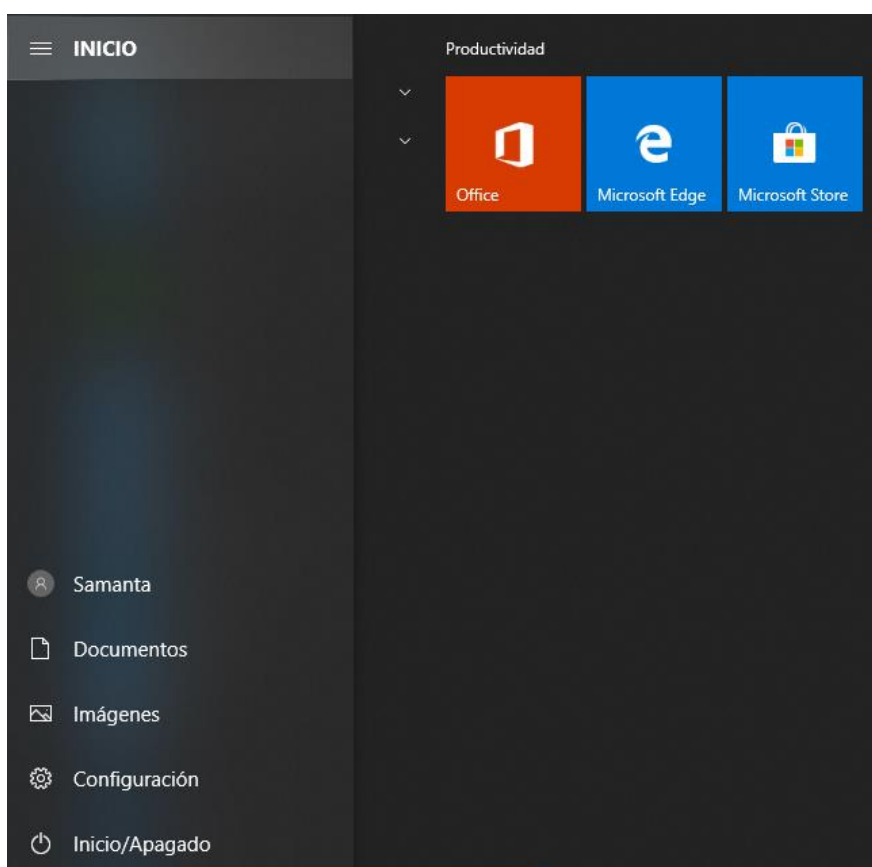 INICIO
Productividad
Office
Microsoft Edge
Microsoft Store
Samanta
Documentos
Imágenes
Configuración
Inicio/Apagado